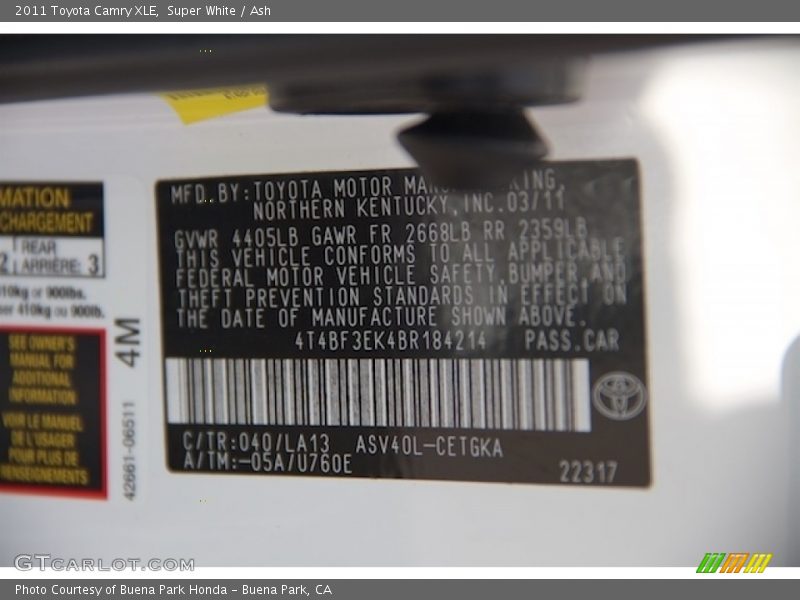 2011 Toyota Camry XLE,  Super White / Ash
MATION
CHARGEMENT
2 REAR
ARRIÈRE: 3
410kg ou 900lb.
SEE OWNER'S
MANUAL FOR
ADDITIONAL
INFORMATION
VOIR LE MANUEL
DE L'USAGER
POUR PLUS DE
RENSEIGNEMENTS
4M
42661-06511
MFD. BY: TOYOTA MOTOR
NORTHERN KENTUCKY, INC. 03/11
GVWR 4405LB GAWR FR 2668LB RR 2359LB
THIS VEHICLE CONFORMS TO ALL APPLICABLE
FEDERAL MOTOR VEHICLE SAFETY, BUMPER AND
THEFT PREVENTION STANDARDS IN EFFECT ON
THE DATE OF MANUFACTURE SHOWN ABOVE.
4T4BF3EK4BR184214 PASS.CAR
C/TR:040/LA13 ASV40L-CETGKA
A/TM:-05A/U760E
22317
GTCARLOT.COM
Photo Courtesy of Buena Park Honda - Buena Park, CA